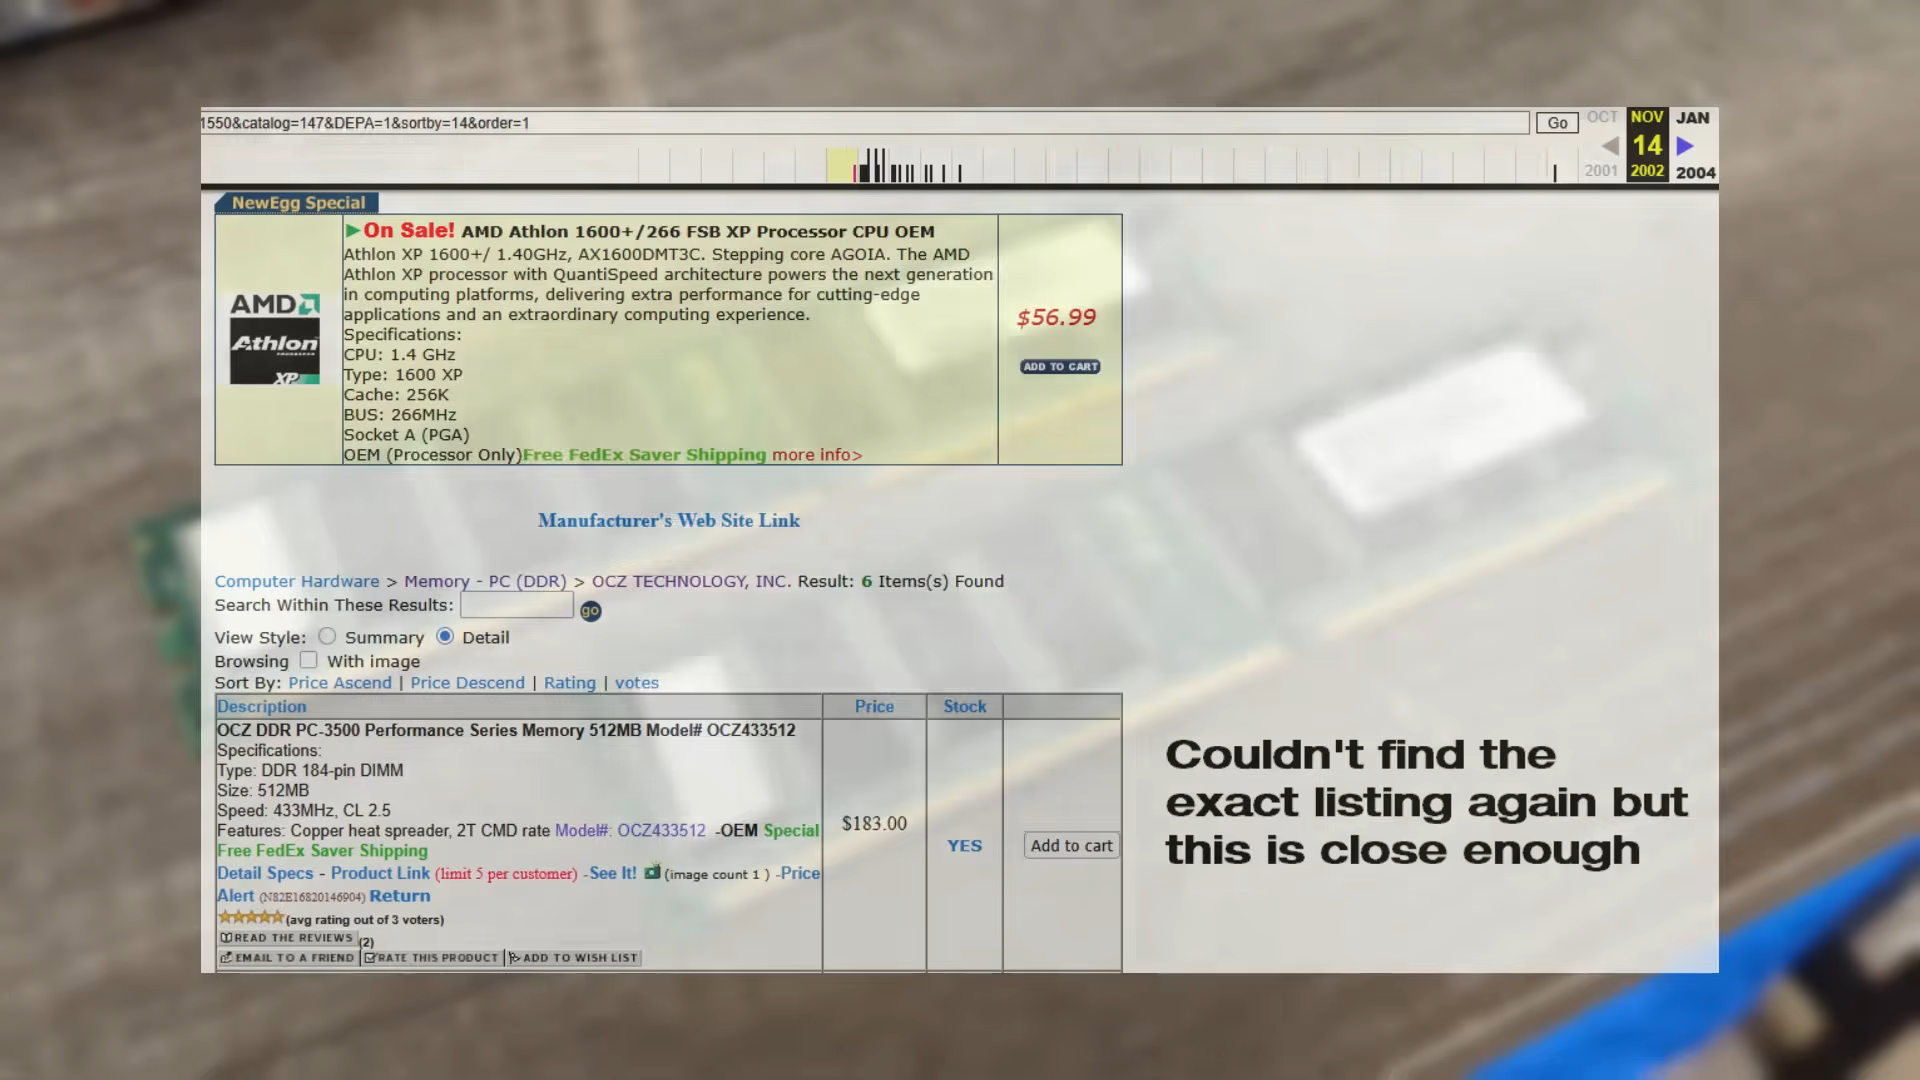 1550&catalog=147&DEPA=1&sortby=14&order=1
Go
OCT
NOV
JAN
14
2001
2002
2004
NewEgg Special
On Sale! AMD Athlon 1600+/266 FSB XP Processor CPU OEM
Athlon XP 1600+/ 1.40GHz, AX1600DMT3C. Stepping core AGOIA. The AMD
Athlon XP processor with QuantiSpeed architecture powers the next generation
in computing platforms, delivering extra performance for cutting-edge
applications and an extraordinary computing experience.
Specifications:
CPU: 1.4 GHz
Type: 1600 XP
Cache: 256K
BUS: 266MHz
Socket A (PGA)
OEM (Processor Only)Free FedEx Saver Shipping more info>
AMD
Athlon
XP
$56.99
ADD TO CART
Manufacturer's Web Site Link
Computer Hardware > Memory - PC (DDR) > OCZ TECHNOLOGY, INC. Result: 6 Items(s) Found
Search Within These Results:
go
View Style: Summary Detail
Browsing With image
Sort By: Price Ascend | Price Descend | Rating | votes
Description Price Stock
OCZ DDR PC-3500 Performance Series Memory 512MB Model# OCZ433512
Specifications:
Type: DDR 184-pin DIMM
Size: 512MB
Speed: 433MHz, CL 2.5
Features: Copper heat spreader, 2T CMD rate Model#: OCZ433512 -OEM Special
Free FedEx Saver Shipping
Detail Specs - Product Link (limit 5 per customer) -See It! (image count 1 ) -Price
Alert (N82E16820146904) Return
(avg rating out of 3 voters)
READ THE REVIEWS (2)
EMAIL TO A FRIEND RATE THIS PRODUCT ADD TO WISH LIST
$183.00
YES
Add to cart
Couldn't find the
exact listing again but
this is close enough